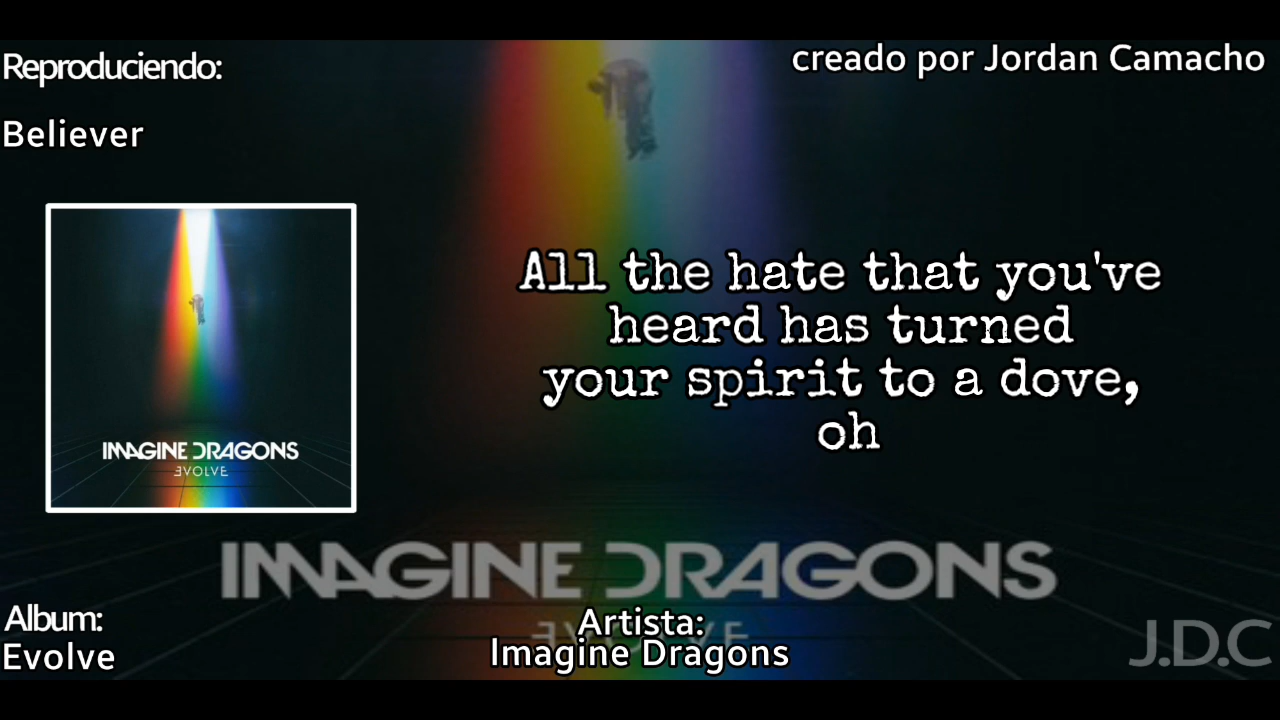 Reproduciendo:
creado por Jordan Camacho
Believer
IMAGINE DRAGONS
EVOLVE
All the hate that you've
heard has turned
your spirit to a dove,
oh
IMAGINE DRAGONS
EVOLVE
Album:
Evolve
Artista:
Imagine Dragons
J.D.C